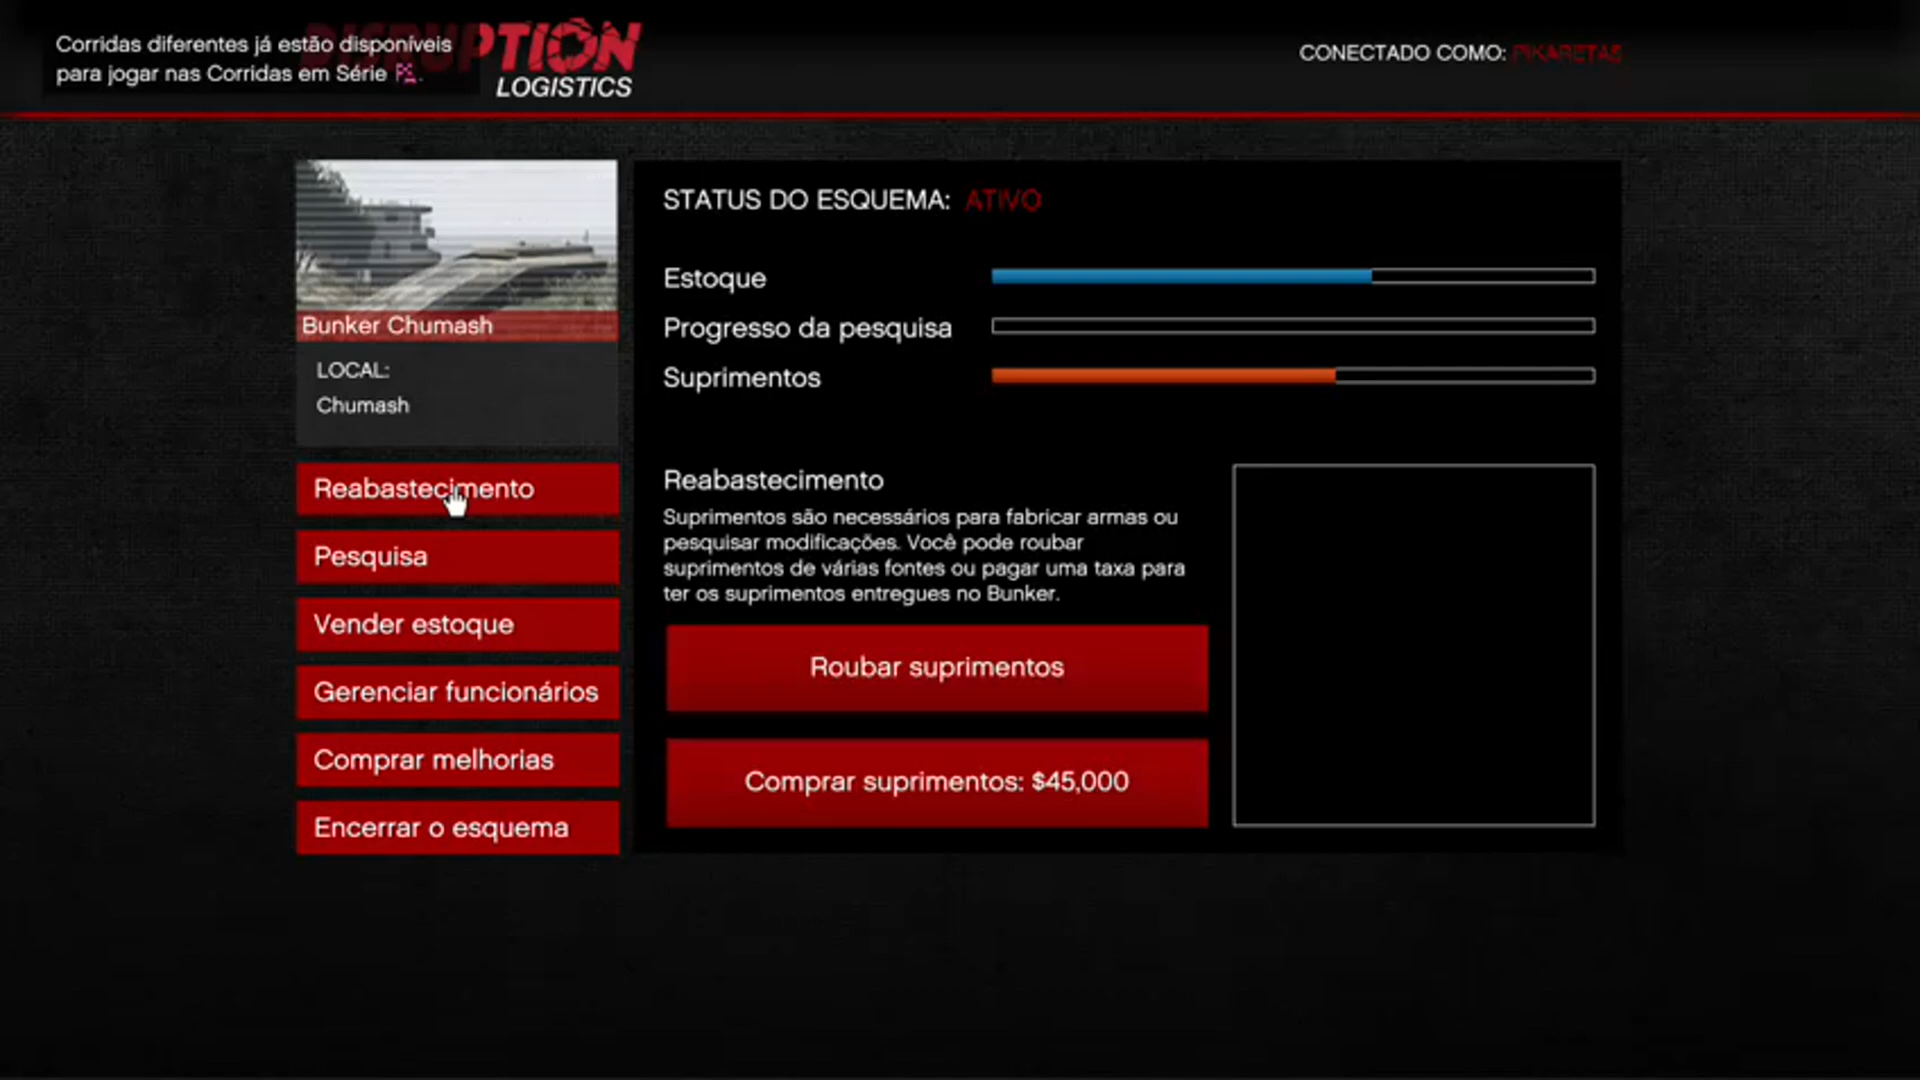 Corridas diferentes já estão disponíveis
para jogar nas Corridas em Série
DISRUPTION
LOGISTICS
CONECTADO COMO: PIKARETAS
Bunker Chumash
LOCAL:
Chumash
Reabastecimento
Pesquisa
Vender estoque
Gerenciar funcionários
Comprar melhorias
Encerrar o esquema
STATUS DO ESQUEMA: ATIVO
Estoque
Progresso da pesquisa
Suprimentos
Reabastecimento
Suprimentos são necessários para fabricar armas ou
pesquisar modificações. Você pode roubar
suprimentos de várias fontes ou pagar uma taxa para
ter os suprimentos entregues no Bunker.
Roubar suprimentos
Comprar suprimentos: $45,000